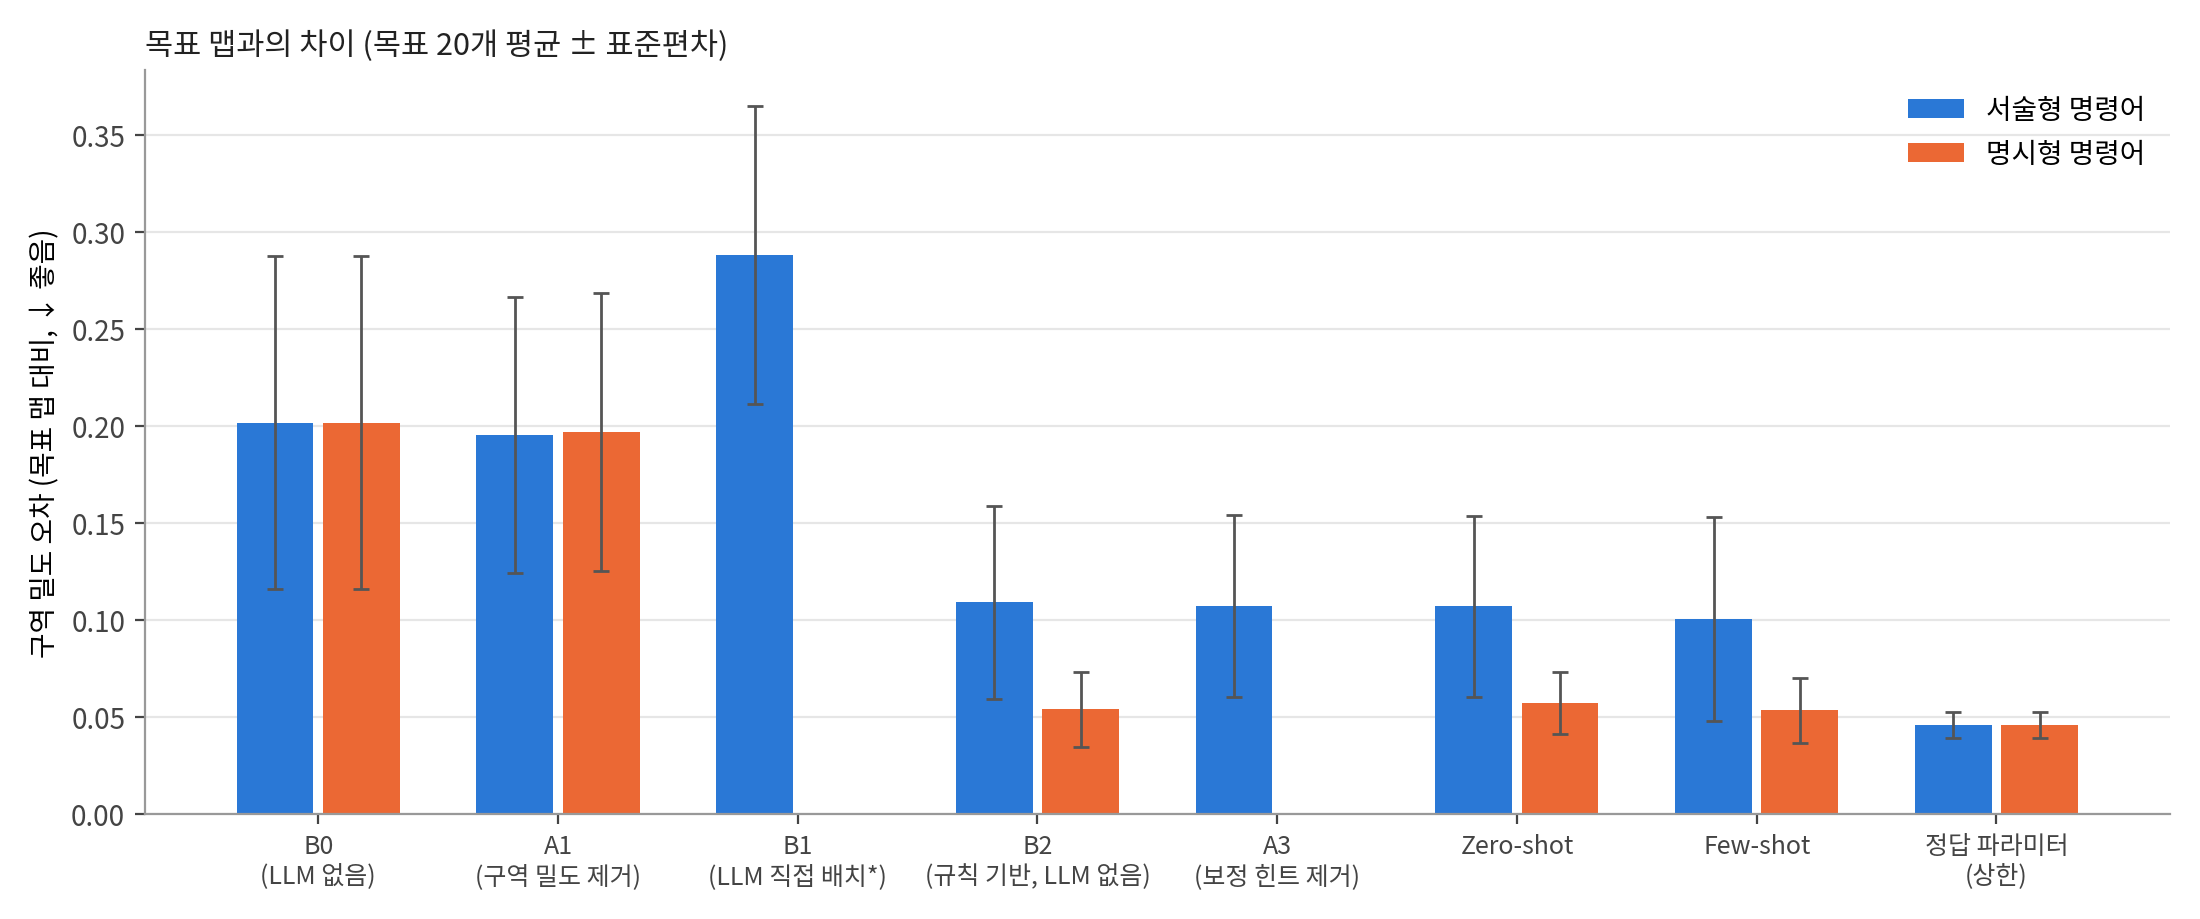 목표 맵과의 차이 (목표 20개 평균 ± 표준편차)
구역 밀도 오차 (목표 맵 대비, ↓ 좋음)
0.35
0.30
0.25
0.20
0.15
0.10
0.05
0.00
서술형 명령어
명시형 명령어
B0
(LLM 없음)
A1
(구역 밀도 제거)
B1
(LLM 직접 배치*)
B2
(규칙 기반, LLM 없음)
A3
(보정 힌트 제거)
Zero-shot
Few-shot
정답 파라미터
(상한)